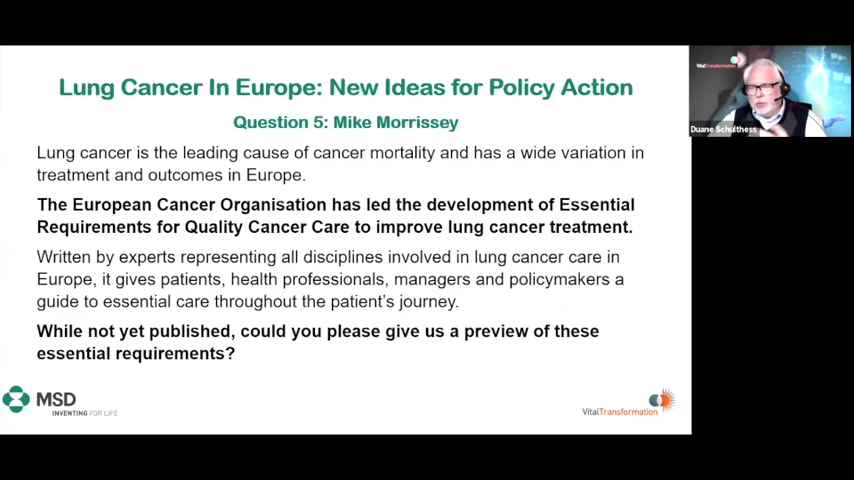 Lung Cancer In Europe: New Ideas for Policy Action
Question 5: Mike Morrissey
Lung cancer is the leading cause of cancer mortality and has a wide variation in
treatment and outcomes in Europe.
The European Cancer Organisation has led the development of Essential
Requirements for Quality Cancer Care to improve lung cancer treatment.
Written by experts representing all disciplines involved in lung cancer care in
Europe, it gives patients, health professionals, managers and policymakers a
guide to essential care throughout the patient's journey.
While not yet published, could you please give us a preview of these
essential requirements?
MSD
INVENTING FOR LIFE
VitalTransformation
VitalTransformation
Duane Schulthess